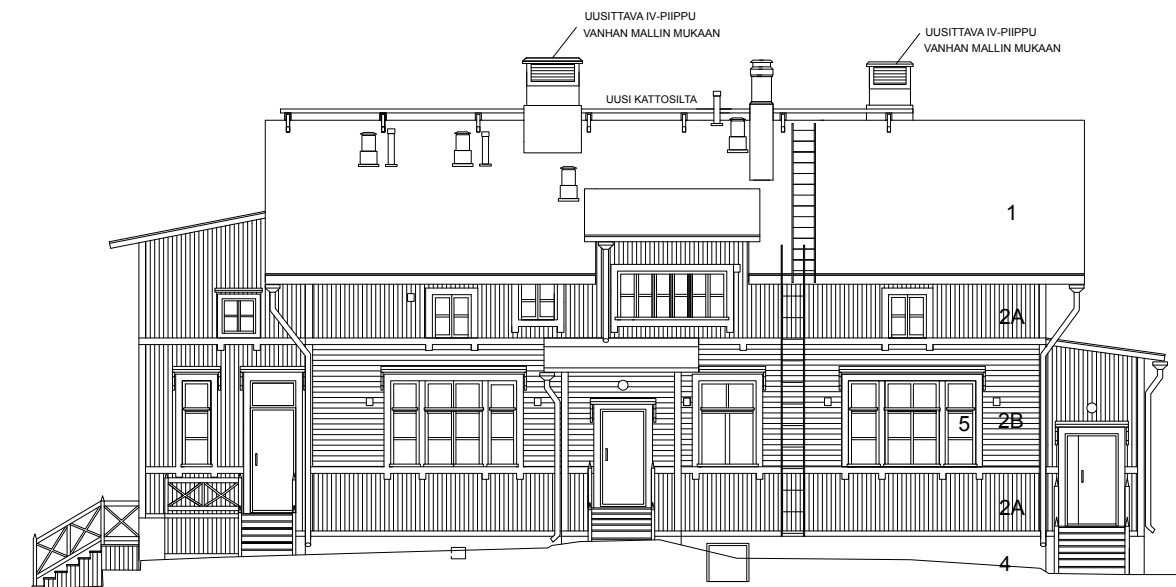 UUSITTAVA IV-PIIPPU
VANHAN MALLIN MUKAAN
UUSITTAVA IV-PIIPPU
VANHAN MALLIN MUKAAN
UUSI KATTOSILTA
1
2A
5
2B
2A
4